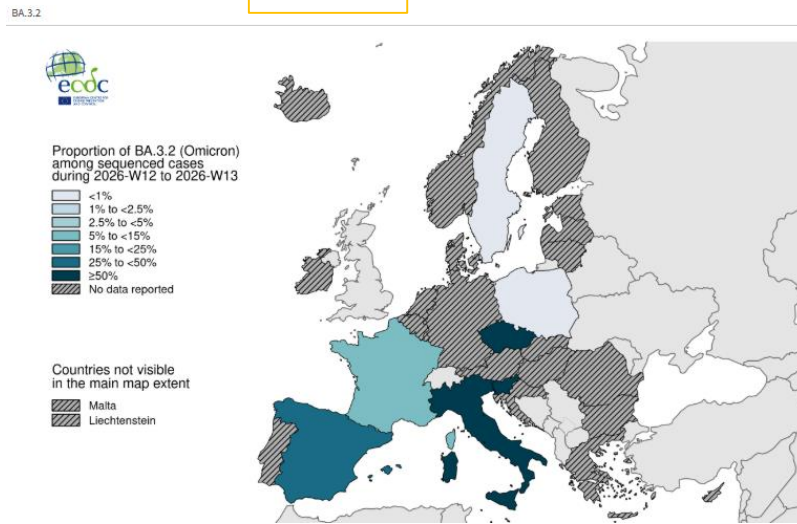 BA.3.2
ecdc
Proportion of BA.3.2 (Omicron)
among sequenced cases
during 2026-W12 to 2026-W13
<1%
1% to <2.5%
2.5% to <5%
5% to <15%
15% to <25%
25% to <50%
≥50%
No data reported
Countries not visible
in the main map extent
Malta
Liechtenstein